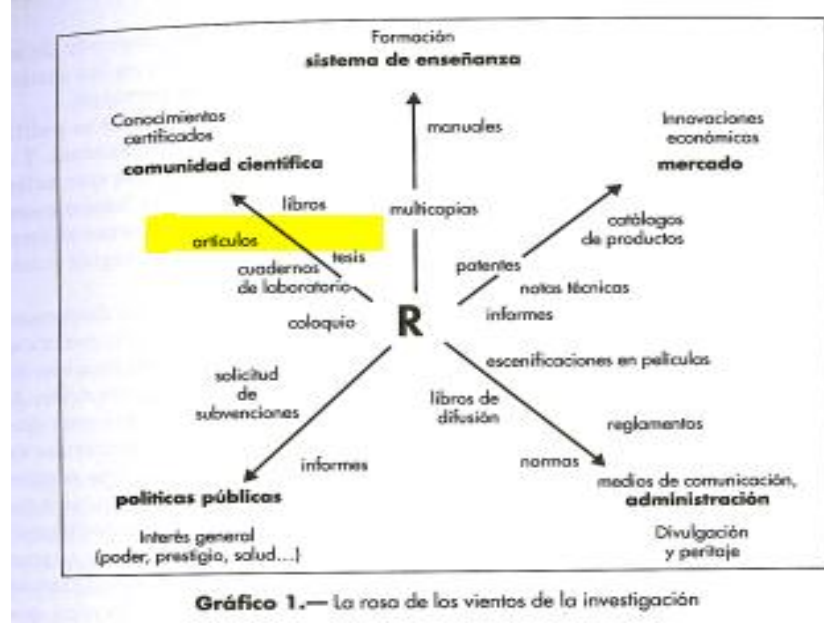 Formación
sistema de enseñanza
Conocimientos
certificados
comunidad científica
manuales
Innovaciones
económicas
mercado
libros
multicopias
catálogos
de productos
artículos
tesis
cuadernos
de laboratorio
patentes
notas técnicas
R
informes
coloquio
escenificaciones en películas
solicitud
de
subvenciones
libros de
difusión
reglamentos
informes
normas
políticas públicas
medios de comunicación,
administración
Interés general
(poder, prestigio, salud...)
Divulgación
y peritaje
Gráfico 1.— La rosa de los vientos de la investigación